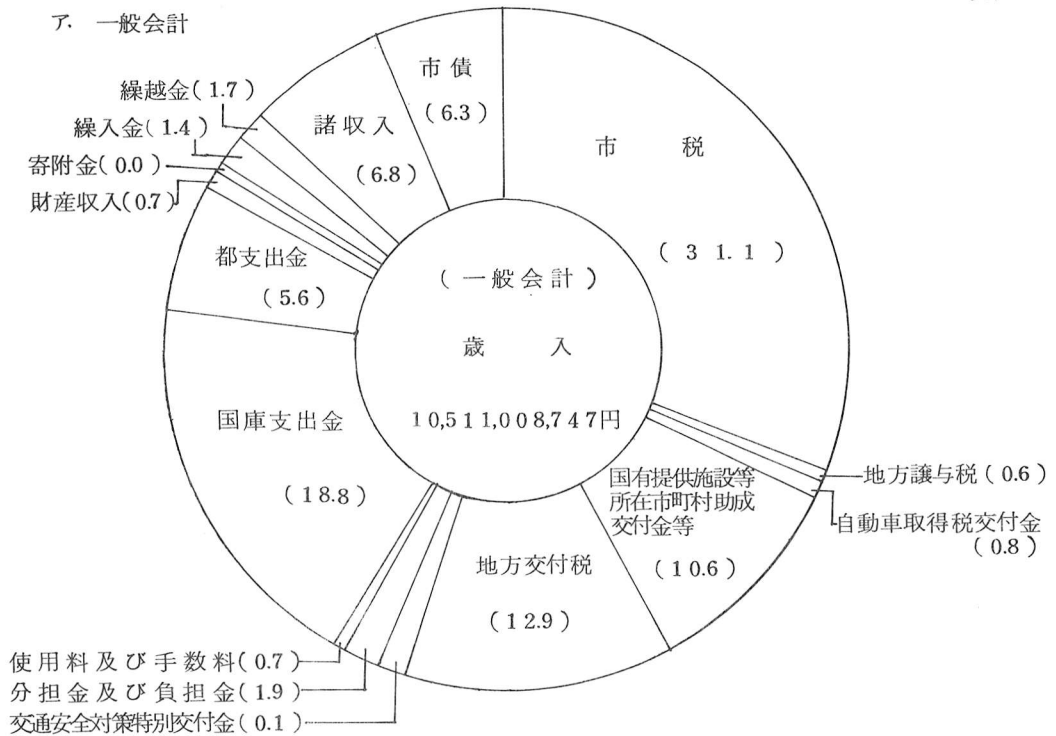 ア. 一般会計
市債
(6.3)
市税
(31.1)
地方譲与税(0.6)
自動車取得税交付金
(0.8)
国有提供施設等
所在市町村助成
交付金等
(10.6)
地方交付税
(12.9)
交通安全対策特別交付金(0.1)
分担金及び負担金(1.9)
使用料及び手数料(0.7)
国庫支出金
(18.8)
都支出金
(5.6)
財産収入(0.7)
寄附金(0.0)
繰入金(1.4)
繰越金(1.7)
諸収入
(6.8)
(一般会計)
歳入
10,511,008,747円